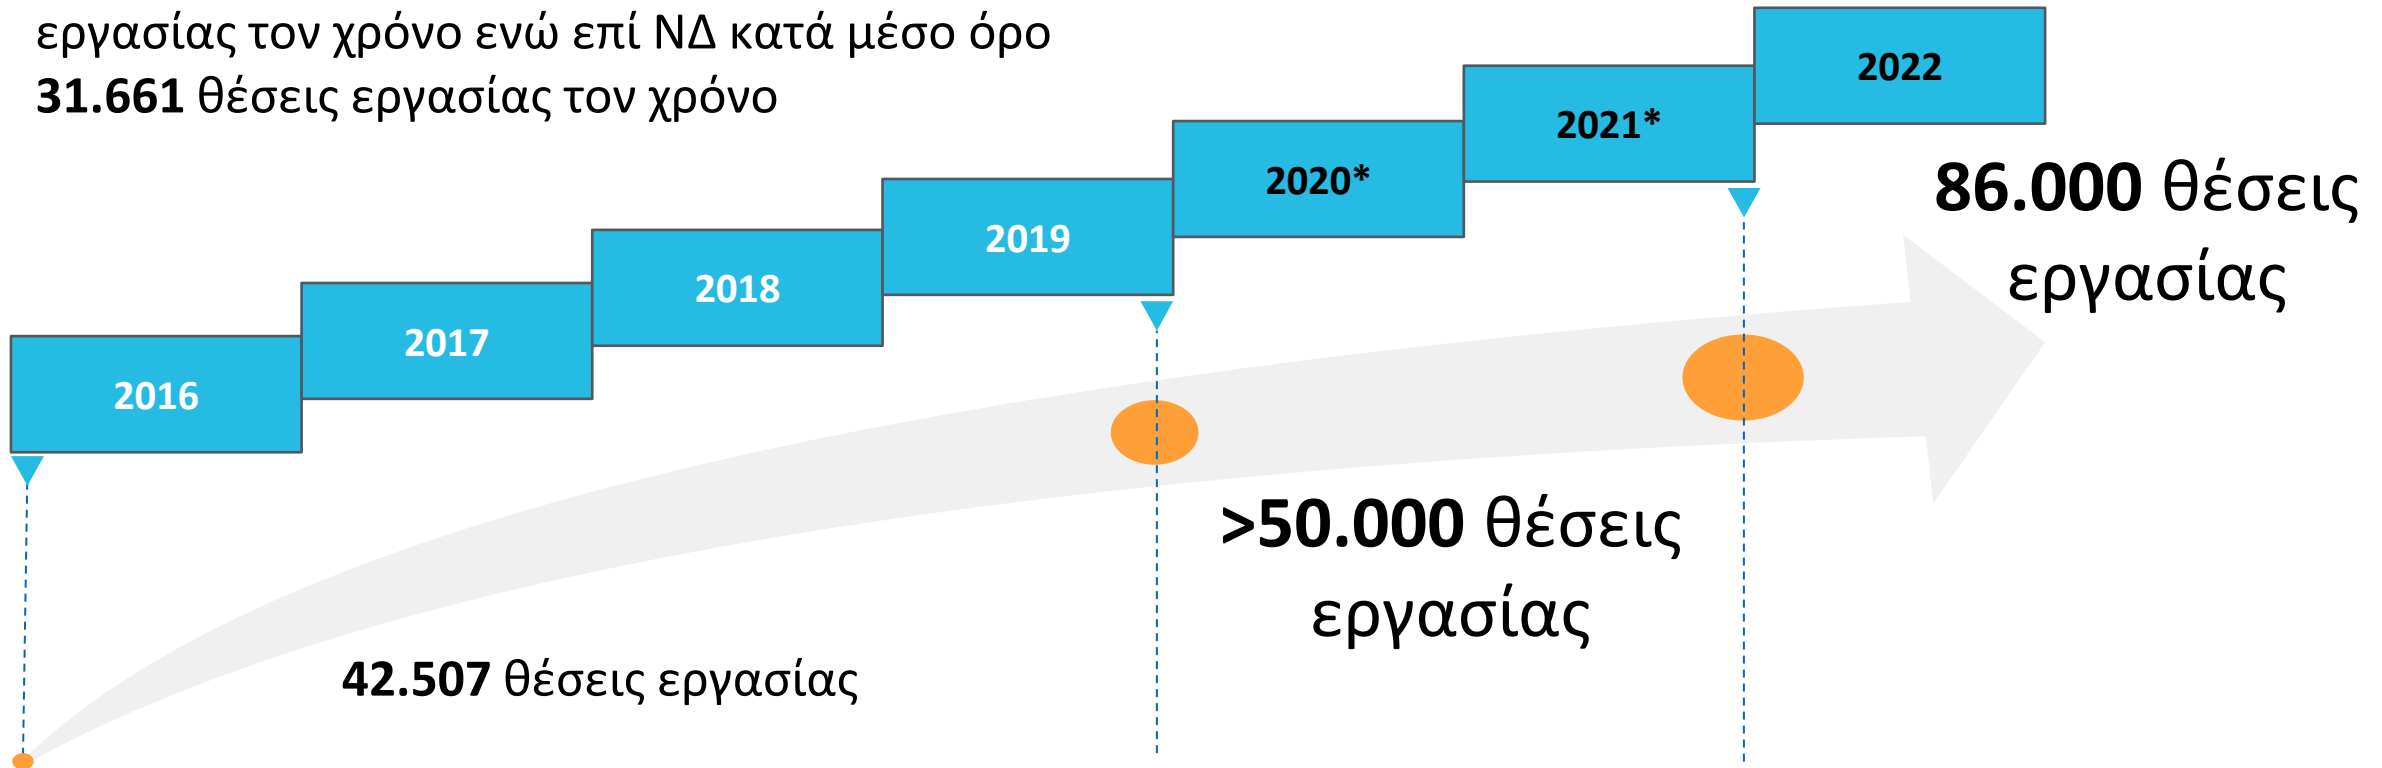 εργασίας τον χρόνο ενώ επί ΝΔ κατά μέσο όρο
31.661 θέσεις εργασίας τον χρόνο
2016
2017
2018
2019
2020*
2021*
2022
86.000 θέσεις
εργασίας
>50.000 θέσεις
εργασίας
42.507 θέσεις εργασίας